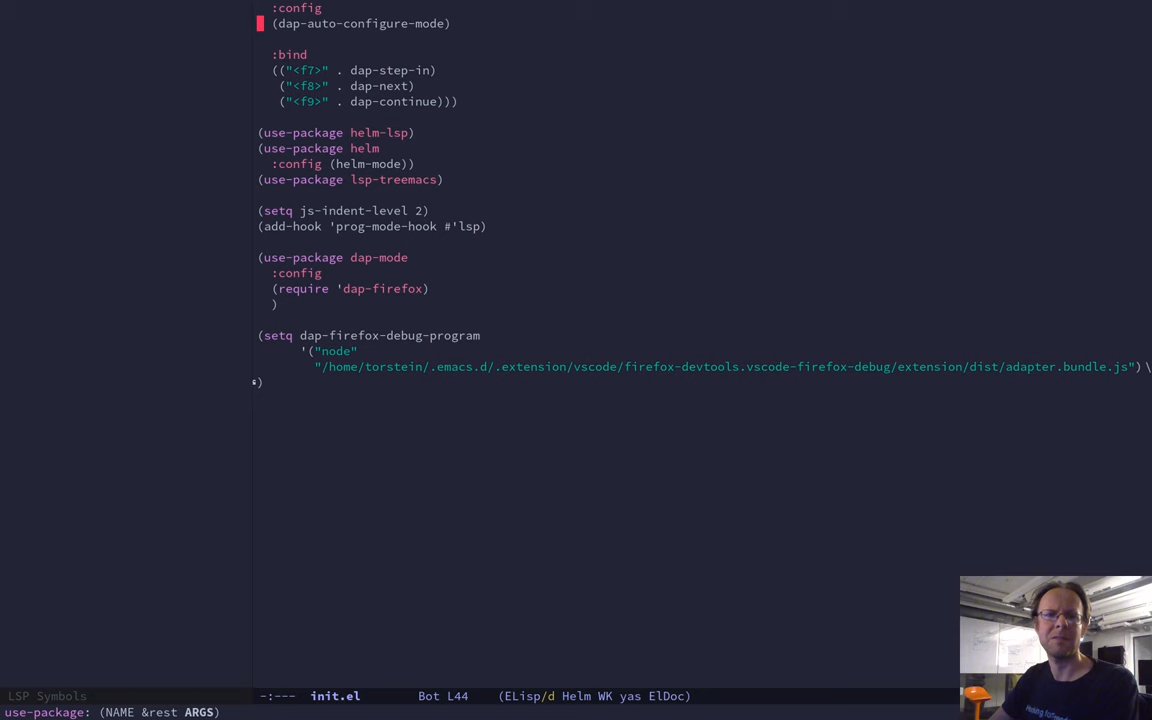 :config
(dap-auto-configure-mode)
:bind
(("<f7>" . dap-step-in)
("<f8>" . dap-next)
("<f9>" . dap-continue)))
(use-package helm-lsp)
(use-package helm
:config (helm-mode))
(use-package lsp-treemacs)
(setq js-indent-level 2)
(add-hook 'prog-mode-hook #'lsp)
(use-package dap-mode
:config
(require 'dap-firefox)
)
(setq dap-firefox-debug-program
'("node"
"/home/torstein/.emacs.d/.extension/vscode/firefox-devtools.vscode-firefox-debug/extension/dist/adapter.bundle.js")\
)
LSP Symbols
-:--- init.el Bot L44 (ELisp/d Helm WK yas ElDoc)
use-package: (NAME &rest ARGS)